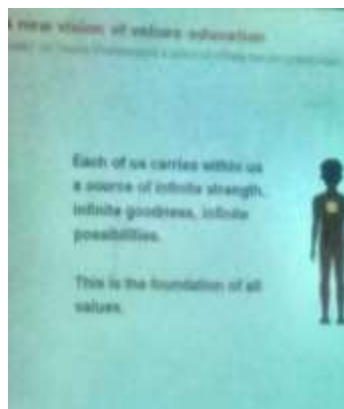 A new vision of values education
Each of us carries within us
a source of infinite strength,
infinite goodness, infinite
possibilities.
This is the foundation of all
values.